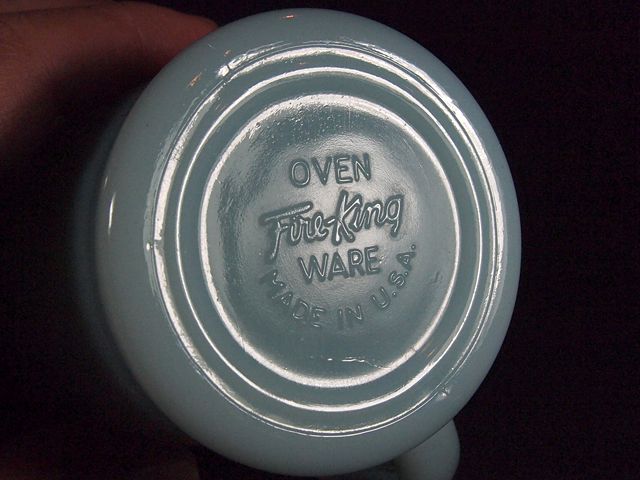 OVEN
Fire-King
WARE
MADE IN U.S.A.